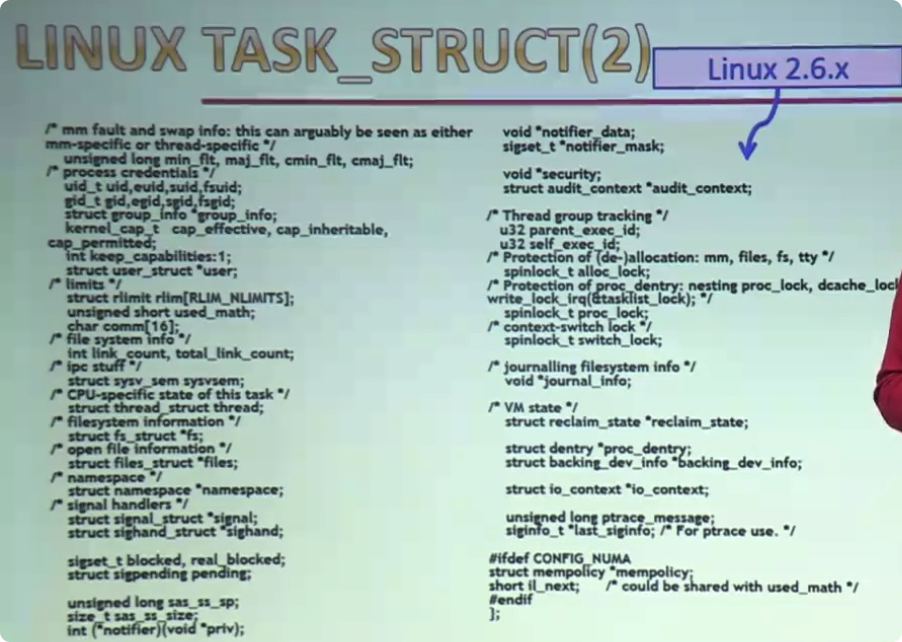 LINUX TASK_STRUCT(2)
Linux 2.6.x
/* mm fault and swap info: this can arguably be seen as either
mm-specific or thread-specific */
unsigned long min_flt, maj_flt, cmin_flt, cmaj_flt;
/* process credentials */
uid_t uid,euid,suid,fsuid;
gid_t gid,egid,sgid,fsgid;
struct group_info *group_info;
kernel_cap_t cap_effective, cap_inheritable,
cap_permitted;
int keep_capabilities:1;
struct user_struct *user;
/* limits */
struct rlimit rlim[RLIM_NLIMITS];
unsigned short used_math;
char comm[16];
/* file system info */
int link_count, total_link_count;
/* ipc stuff */
struct sysv_sem sysvsem;
/* CPU-specific state of this task */
struct thread_struct thread;
/* filesystem information */
struct fs_struct *fs;
/* open file information */
struct files_struct *files;
/* namespace */
struct namespace *namespace;
/* signal handlers */
struct signal_struct *signal;
struct sighand_struct *sighand;
sigset_t blocked, real_blocked;
struct sigpending pending;
unsigned long sas_ss_sp;
size_t sas_ss_size;
int (*notifier)(void *priv);
void *notifier_data;
sigset_t *notifier_mask;
void *security;
struct audit_context *audit_context;
/* Thread group tracking */
u32 parent_exec_id;
u32 self_exec_id;
/* Protection of (de-)allocation: mm, files, fs, tty */
spinlock_t alloc_lock;
/* Protection of proc_dentry: nesting proc_lock, dcache_lock
write_lock_irq(&tasklist_lock); */
spinlock_t proc_lock;
/* context-switch lock */
spinlock_t switch_lock;
/* journalling filesystem info */
void *journal_info;
/* VM state */
struct reclaim_state *reclaim_state;
struct dentry *proc_dentry;
struct backing_dev_info *backing_dev_info;
struct io_context *io_context;
unsigned long ptrace_message;
siginfo_t *last_siginfo; /* For ptrace use. */
#ifdef CONFIG_NUMA
struct mempolicy *mempolicy;
short il_next; /* could be shared with used_math */
#endif
};